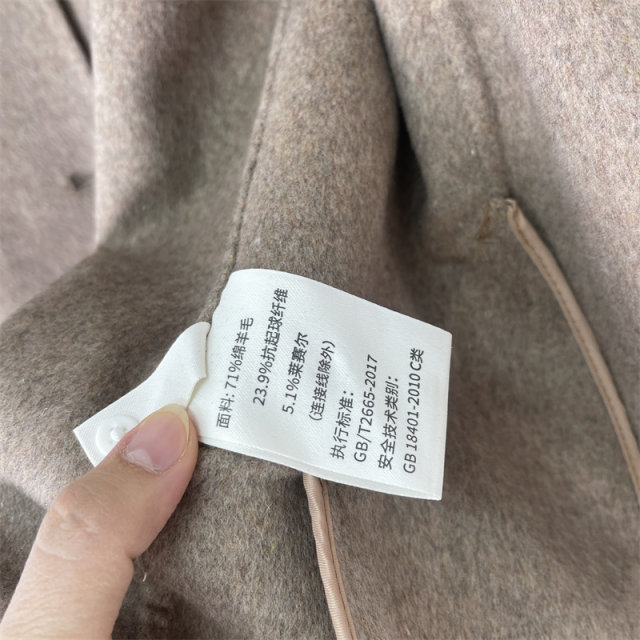 面料: 71%绵羊毛
23.9%抗起球纤维
5.1%莱赛尔
(连接线除外)
执行标准:
GB/T2665-2017
安全技术类别:
GB 18401-2010 C类